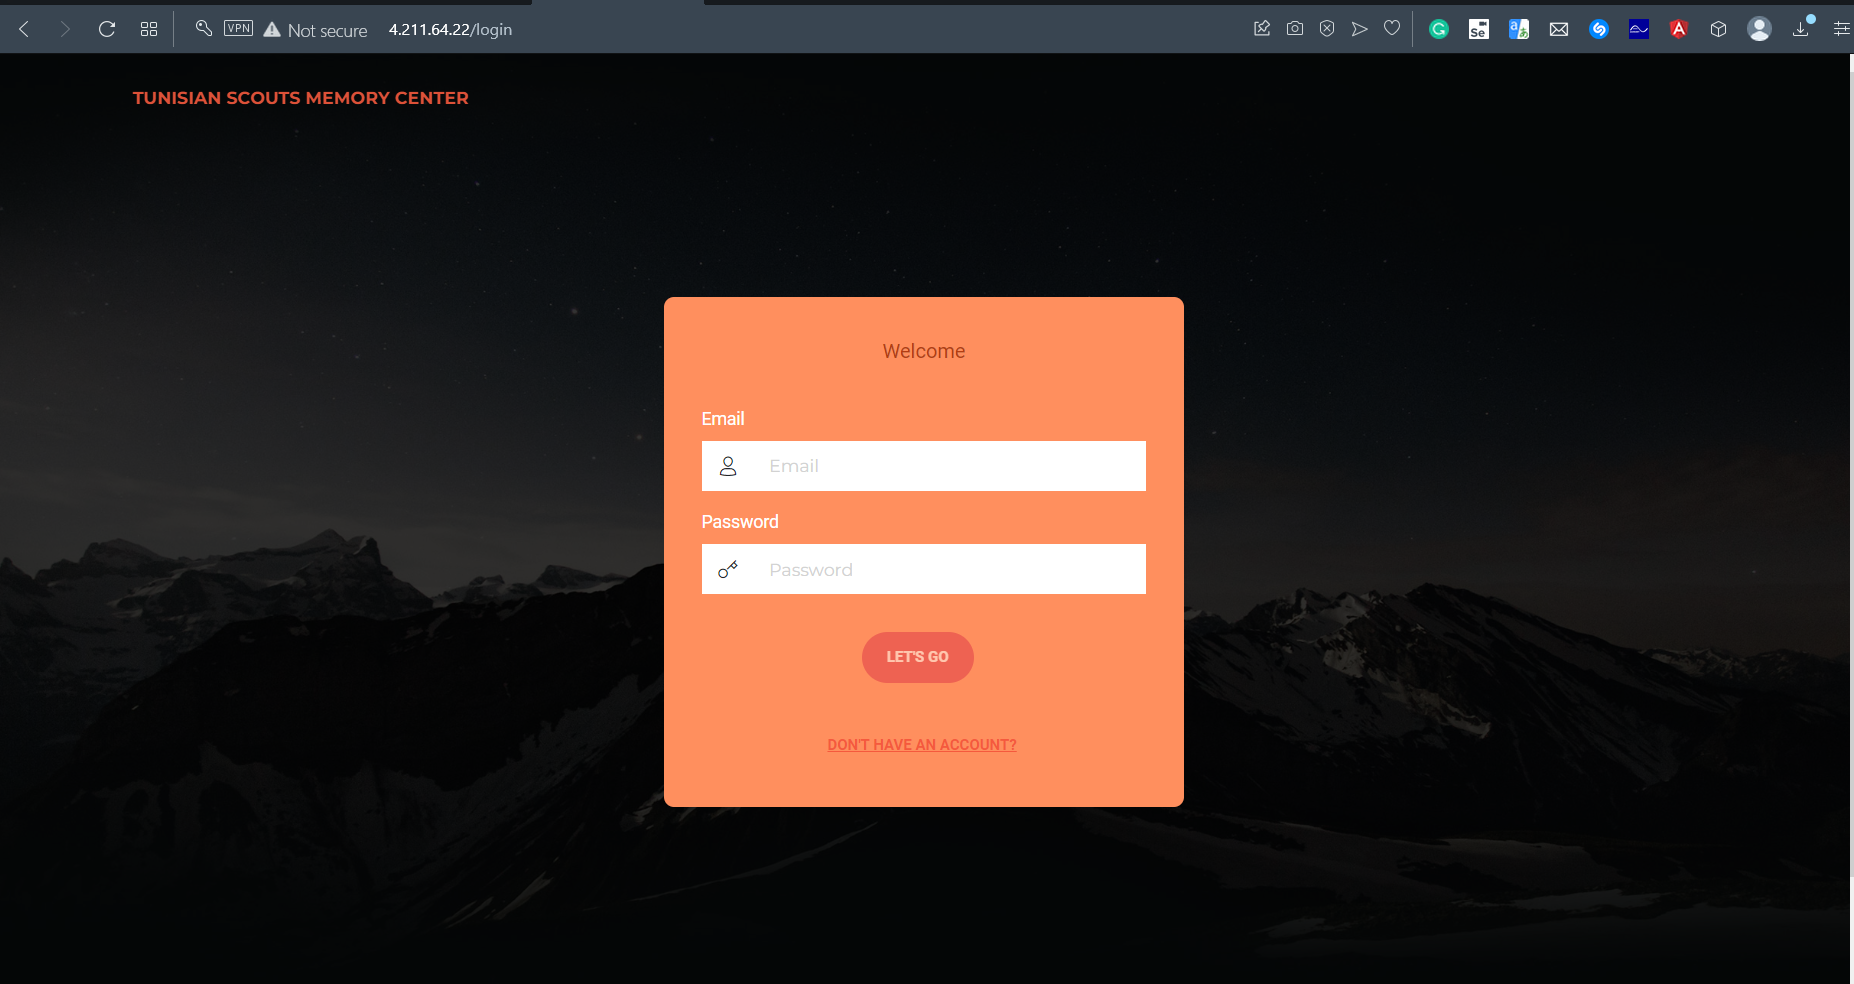 VPN
Not secure
4.211.64.22/login
Se
TUNISIAN SCOUTS MEMORY CENTER
Welcome
Email
Email
Password
Password
LET'S GO
DON'T HAVE AN ACCOUNT?